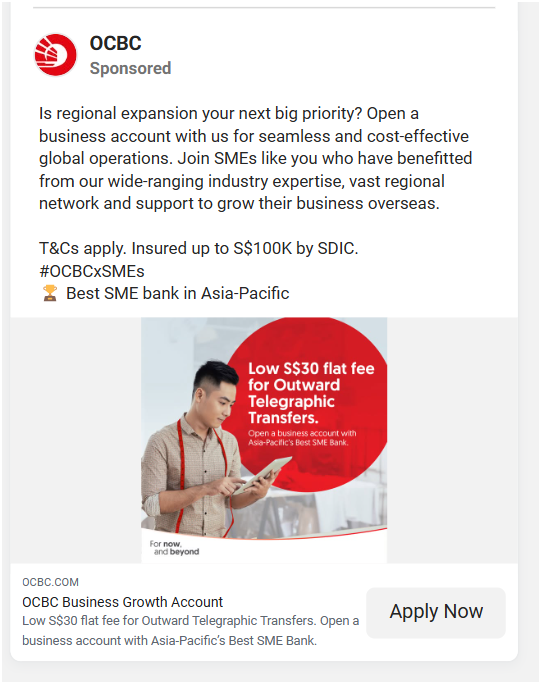 OCBC
Sponsored
Is regional expansion your next big priority? Open a
business account with us for seamless and cost-effective
global operations. Join SMEs like you who have benefitted
from our wide-ranging industry expertise, vast regional
network and support to grow their business overseas.
T&Cs apply. Insured up to S$100K by SDIC.
#OCBCxSMEs
🏆 Best SME bank in Asia-Pacific
Low S$30 flat fee
for Outward
Telegraphic
Transfers.
Open a business account with
Asia-Pacific's Best SME Bank.
For now,
and beyond
OCBC.COM
OCBC Business Growth Account
Low S$30 flat fee for Outward Telegraphic Transfers. Open a
business account with Asia-Pacific's Best SME Bank.
Apply Now